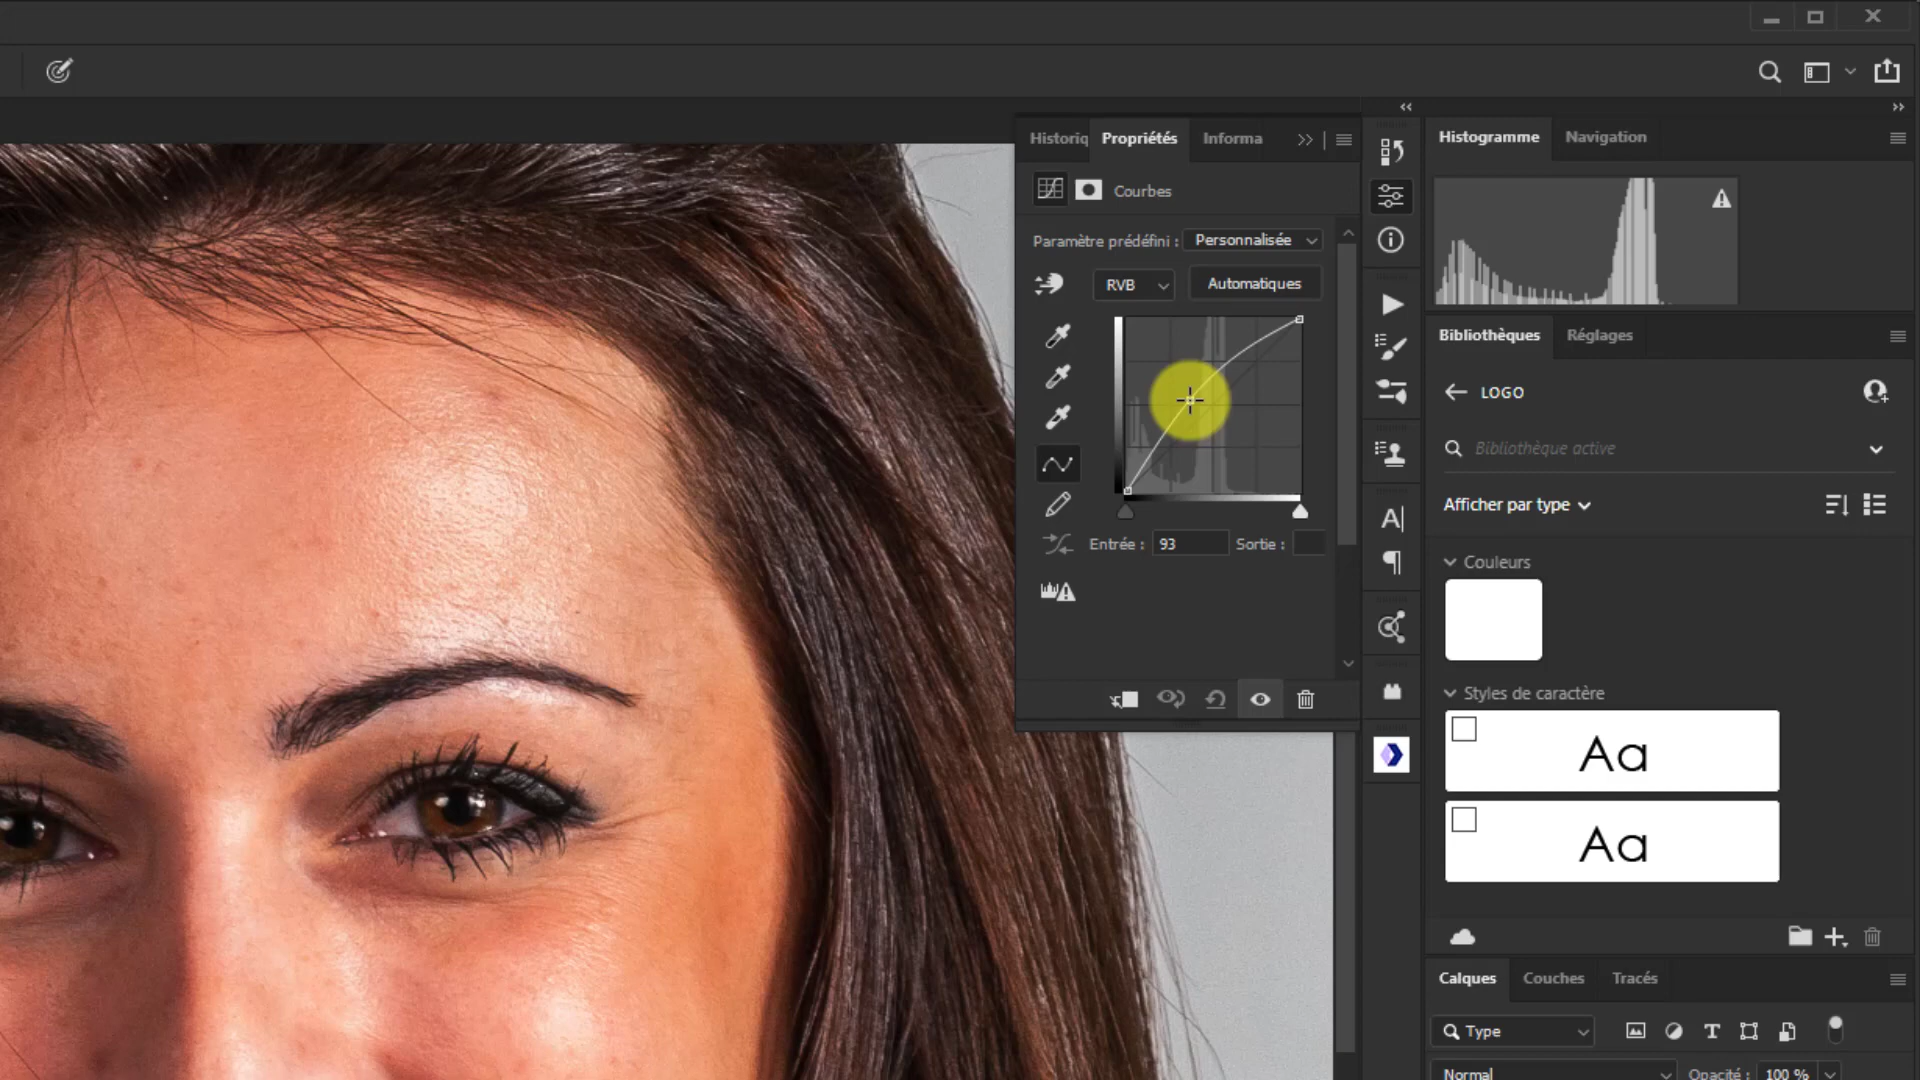 Historiq Propriétés Informa
Courbes
Paramètre prédéfini : Personnalisée
RVB Automatiques
Entrée : 93 Sortie :
Histogramme Navigation
Bibliothèques Réglages
LOGO
Bibliothèque active
Afficher par type
Couleurs
Styles de caractère
Aa
Aa
Calques Couches Tracés
Type
Normal Opacité : 100 %